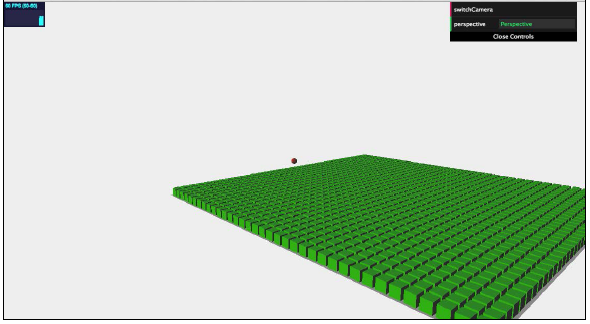 60 FPS (50-60)
switchCamera
perspective Perspective
Close Controls